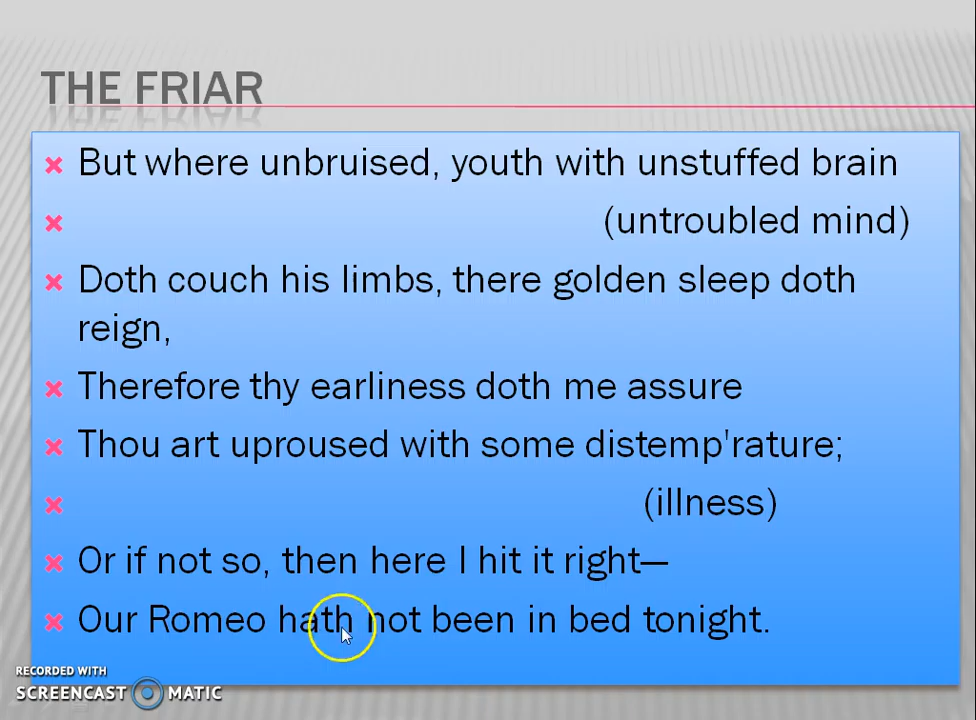 THE FRIAR
But where unbruised, youth with unstuffed brain
(untroubled mind)
Doth couch his limbs, there golden sleep doth
reign,
Therefore thy earliness doth me assure
Thou art uproused with some distemp'rature;
(illness)
Or if not so, then here I hit it right—
Our Romeo hath not been in bed tonight.
RECORDED WITH
SCREENCAST MATIC